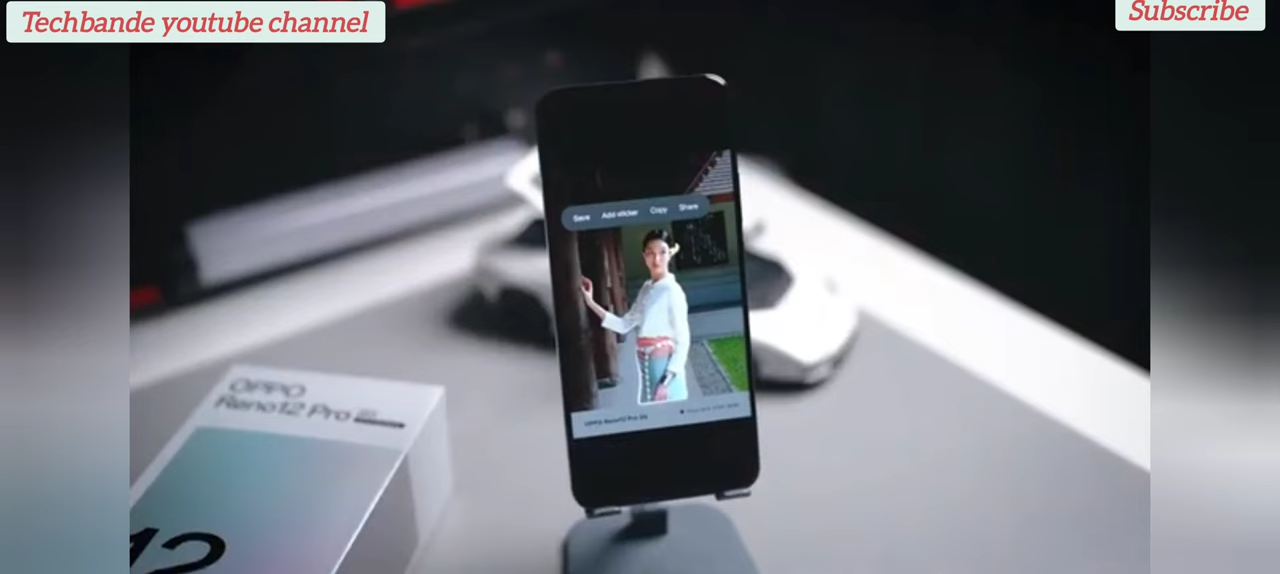 Techbande youtube channel
Subscribe
Save Add sticker Copy Share
OPPO
Reno12 Pro
12
OPPO Reno12 Pro 5G